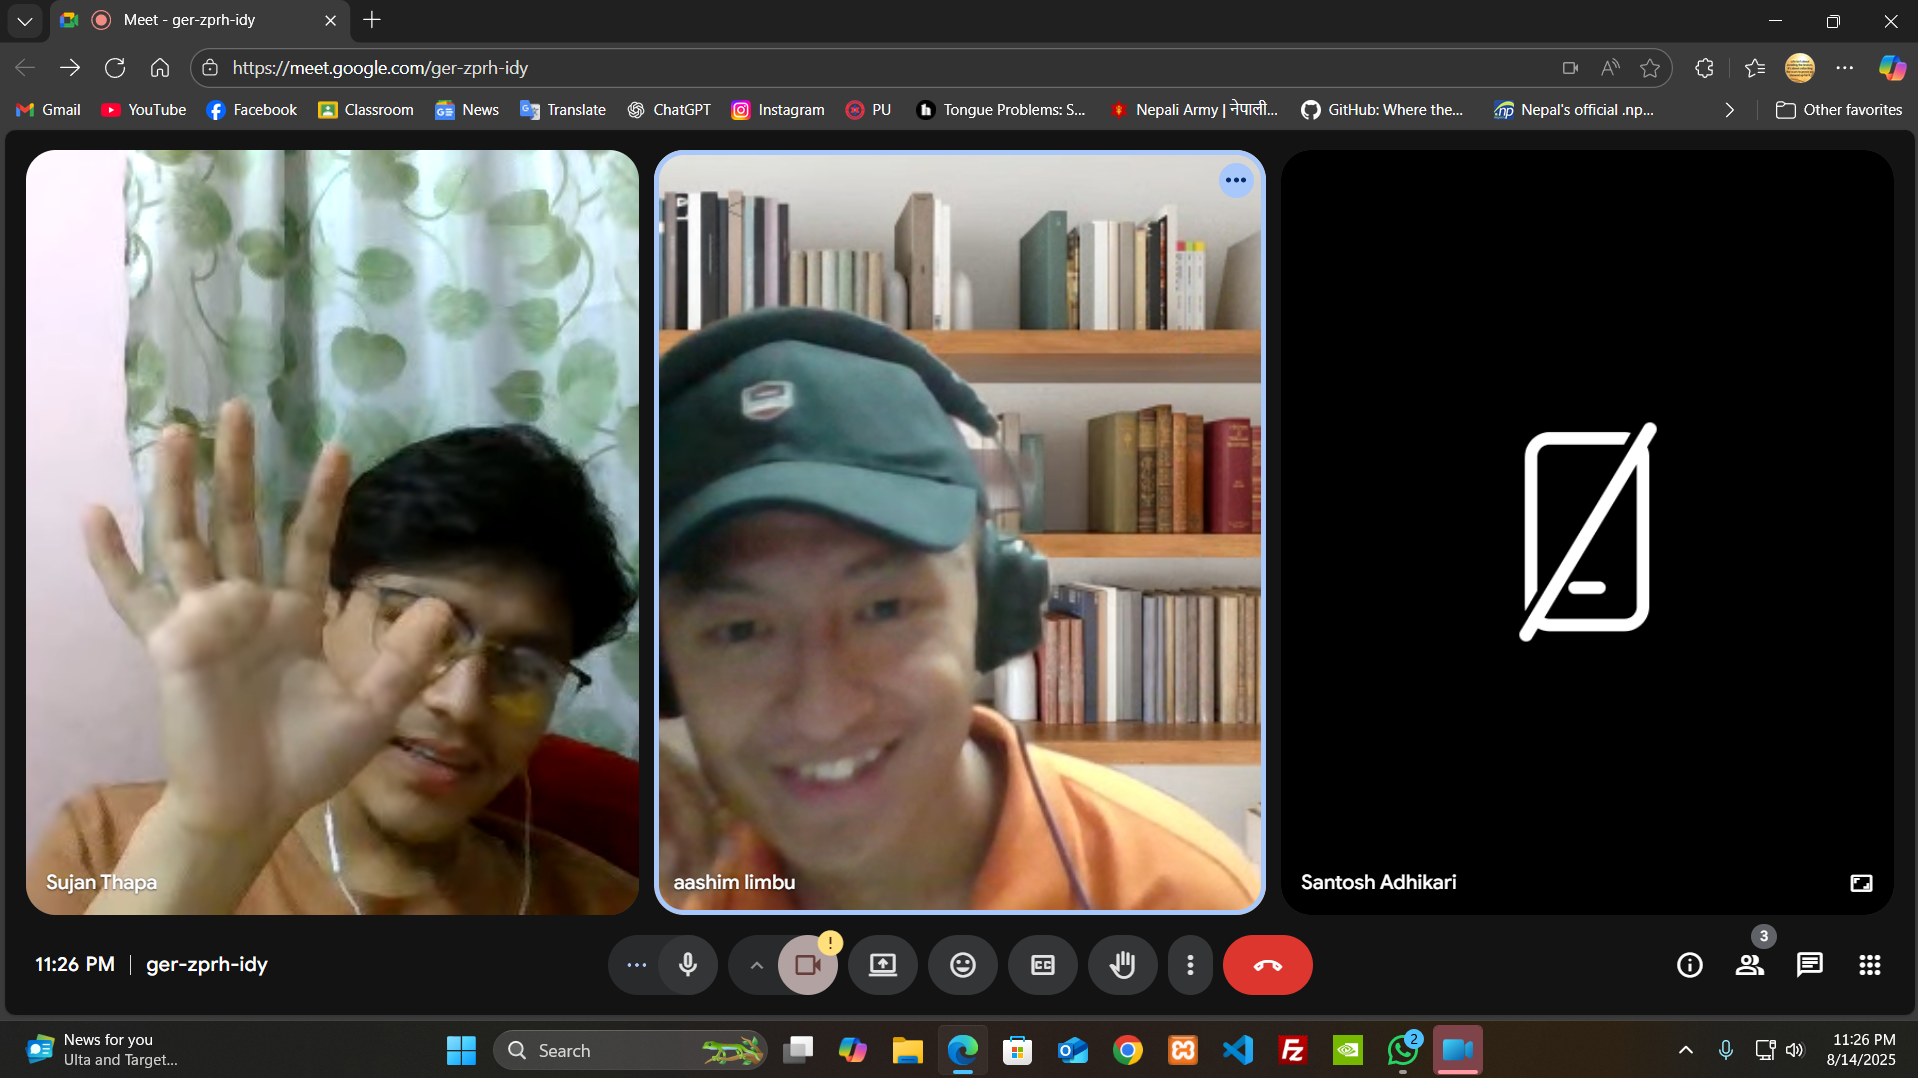 Meet - ger-zprh-idy
https://meet.google.com/ger-zprh-idy
Gmail YouTube Facebook Classroom News Translate ChatGPT Instagram PU Tongue Problems: S... Nepali Army | नेपाली... GitHub: Where the... Nepal's official .np... Other favorites
Sujan Thapa
aashim limbu
Santosh Adhikari
11:26 PM | ger-zprh-idy
3
News for you
Ulta and Target...
Search
2
11:26 PM
8/14/2025